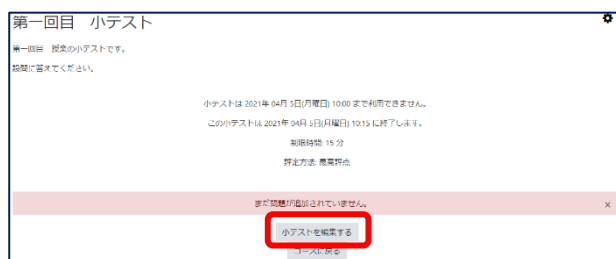 第一回目 小テスト
第一回目 授業の小テストです。
設問に答えてください。
小テストは 2021年 04月 5日(月曜日) 10:00 まで利用できません。
この小テストは 2021年 04月 5日(月曜日) 10:15 に終了します。
制限時間: 15 分
評定方法: 最高評点
まだ問題が追加されていません。
×
小テストを編集する
コースに戻る